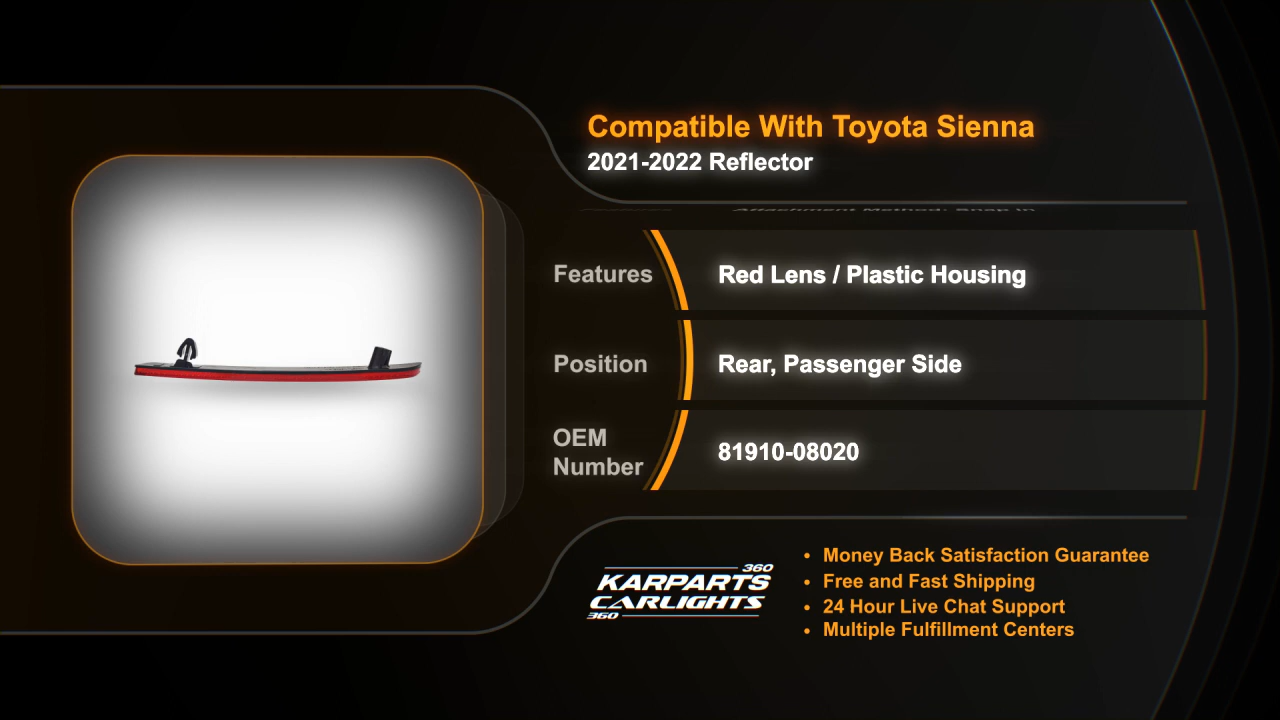 Compatible With Toyota Sienna
2021-2022 Reflector
Features
Red Lens / Plastic Housing
Position
Rear, Passenger Side
OEM
Number
81910-08020
360
KARPARTS
CARLIGHTS
360
• Money Back Satisfaction Guarantee
• Free and Fast Shipping
• 24 Hour Live Chat Support
• Multiple Fulfillment Centers